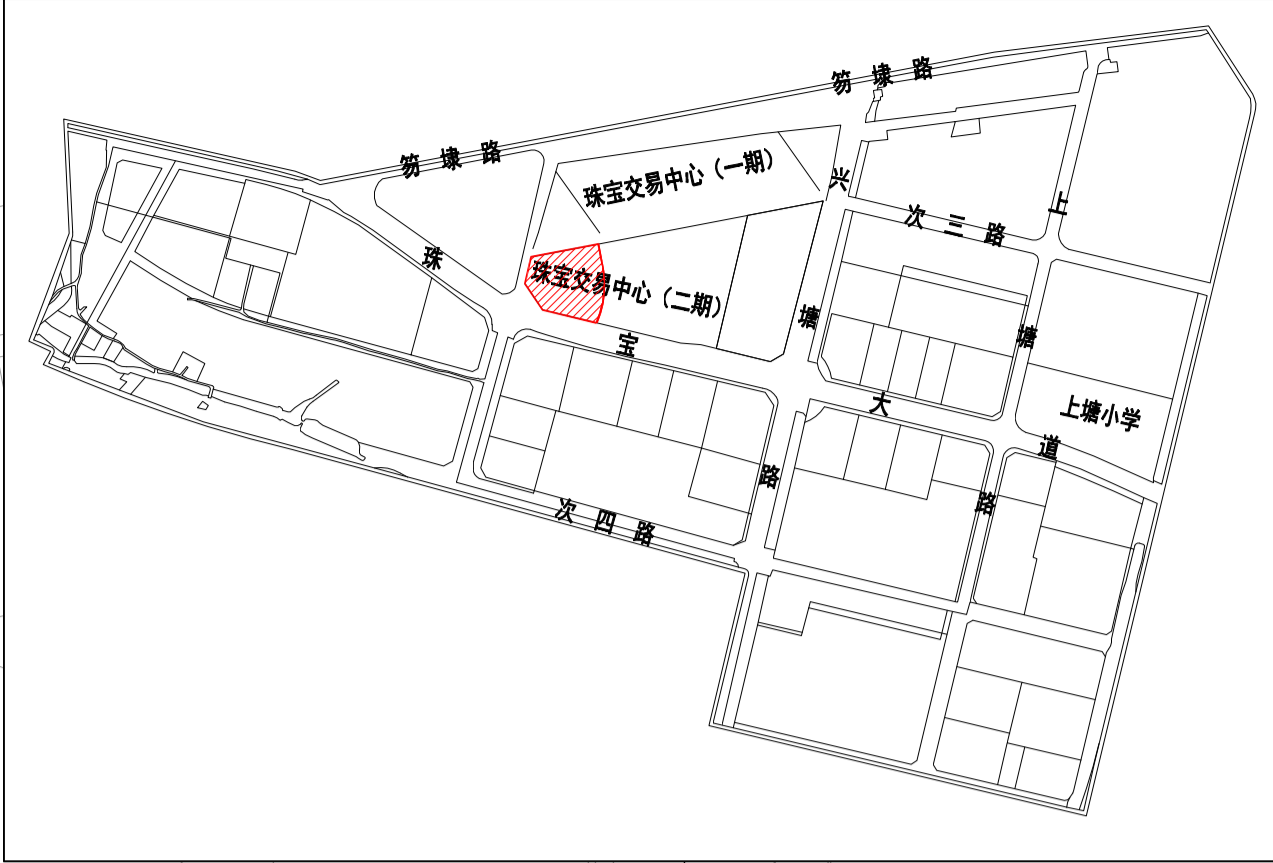 笏埭路
笏埭路
珠宝交易中心（一期）
兴塘路
次三路
上塘路
珠宝大道
珠宝交易中心（二期）
上塘小学
次四路